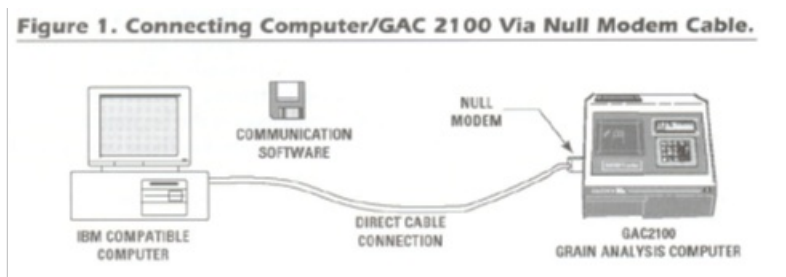 Figure 1. Connecting Computer/GAC 2100 Via Null Modem Cable.
NULL
MODEM
COMMUNICATION
SOFTWARE
DIRECT CABLE
CONNECTION
IBM COMPATIBLE
COMPUTER
GAC2100
GRAIN ANALYSIS COMPUTER